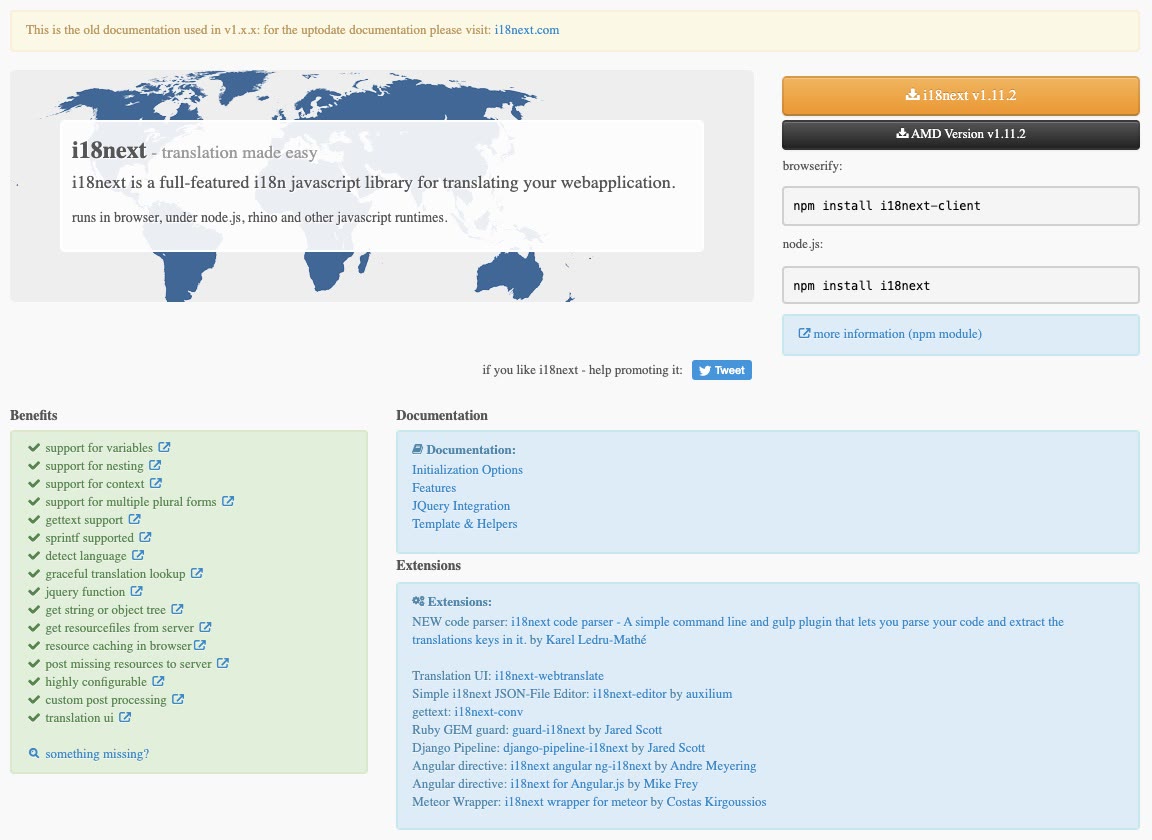 This is the old documentation used in v1.x.x: for the uptodate documentation please visit: i18next.com
i18next - translation made easy
i18next is a full-featured i18n javascript library for translating your webapplication.
runs in browser, under node.js, rhino and other javascript runtimes.
i18next v1.11.2
AMD Version v1.11.2
browserify:
npm install i18next-client
node.js:
npm install i18next
more information (npm module)
if you like i18next - help promoting it: Tweet
Benefits
support for variables
support for nesting
support for context
support for multiple plural forms
gettext support
sprintf supported
detect language
graceful translation lookup
jquery function
get string or object tree
get resourcefiles from server
resource caching in browser
post missing resources to server
highly configurable
custom post processing
translation ui
something missing?
Documentation
Documentation:
Initialization Options
Features
JQuery Integration
Template & Helpers
Extensions
Extensions:
NEW code parser: i18next code parser - A simple command line and gulp plugin that lets you parse your code and extract the
translations keys in it. by Karel Ledru-Mathé
Translation UI: i18next-webtranslate
Simple i18next JSON-File Editor: i18next-editor by auxilium
gettext: i18next-conv
Ruby GEM guard: guard-i18next by Jared Scott
Django Pipeline: django-pipeline-i18next by Jared Scott
Angular directive: i18next angular ng-i18next by Andre Meyering
Angular directive: i18next for Angular.js by Mike Frey
Meteor Wrapper: i18next wrapper for meteor by Costas Kirgoussios